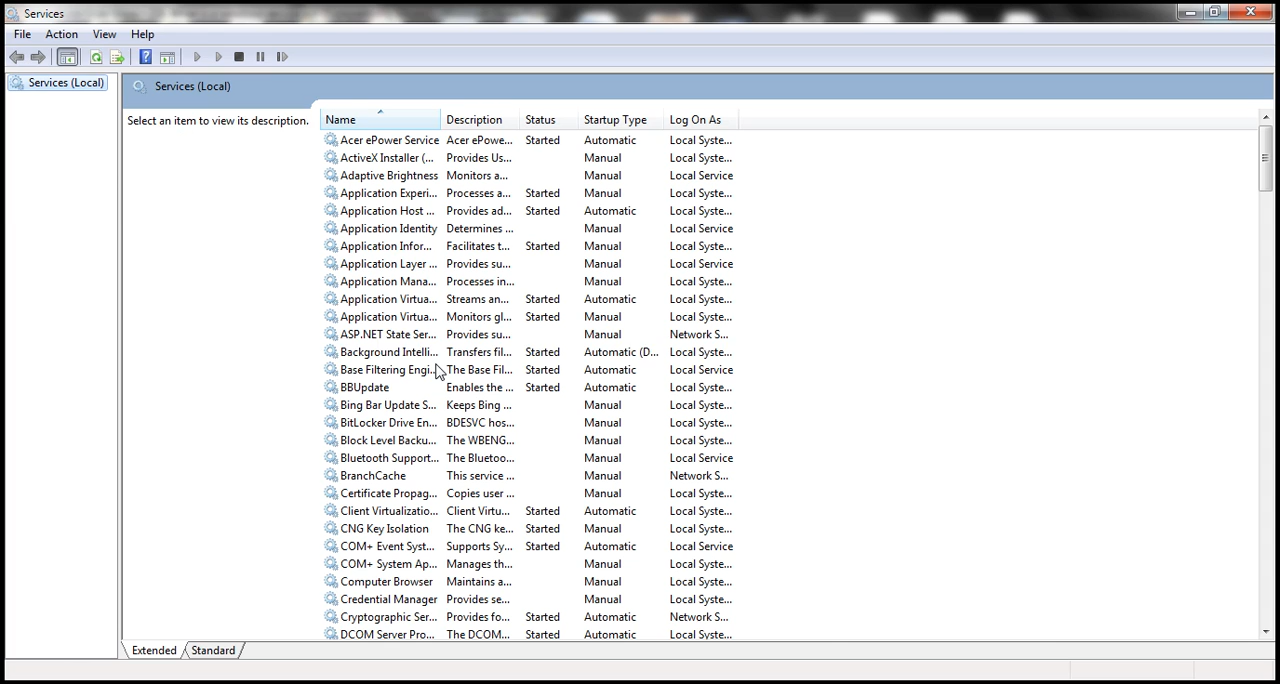 Services
File Action View Help
Services (Local)
Services (Local)
Select an item to view its description.
Name Description Status Startup Type Log On As
Acer ePower Service Acer ePowe... Started Automatic Local Syste...
ActiveX Installer (... Provides Us... Manual Local Syste...
Adaptive Brightness Monitors a... Manual Local Service
Application Experi... Processes a... Started Manual Local Syste...
Application Host ... Provides ad... Started Automatic Local Syste...
Application Identity Determines ... Manual Local Service
Application Infor... Facilitates t... Started Manual Local Syste...
Application Layer ... Provides su... Manual Local Service
Application Mana... Processes in... Manual Local Syste...
Application Virtua... Streams an... Started Automatic Local Syste...
Application Virtua... Monitors gl... Started Manual Local Syste...
ASP.NET State Ser... Provides su... Manual Network S...
Background Intelli... Transfers fil... Started Automatic (D... Local Syste...
Base Filtering Engi... The Base Fil... Started Automatic Local Service
BBUpdate Enables the ... Started Automatic Local Syste...
Bing Bar Update S... Keeps Bing ... Manual Local Syste...
BitLocker Drive En... BDESVC hos... Manual Local Syste...
Block Level Backu... The WBENG... Manual Local Syste...
Bluetooth Support... The Bluetoo... Manual Local Service
BranchCache This service ... Manual Network S...
Certificate Propag... Copies user ... Manual Local Syste...
Client Virtualizatio... Client Virtu... Started Automatic Local Syste...
CNG Key Isolation The CNG ke... Started Manual Local Syste...
COM+ Event Syst... Supports Sy... Started Automatic Local Service
COM+ System Ap... Manages th... Manual Local Syste...
Computer Browser Maintains a... Manual Local Syste...
Credential Manager Provides se... Manual Local Syste...
Cryptographic Ser... Provides fo... Started Automatic Network S...
DCOM Server Pro... The DCOM... Started Automatic Local Syste...
Extended Standard